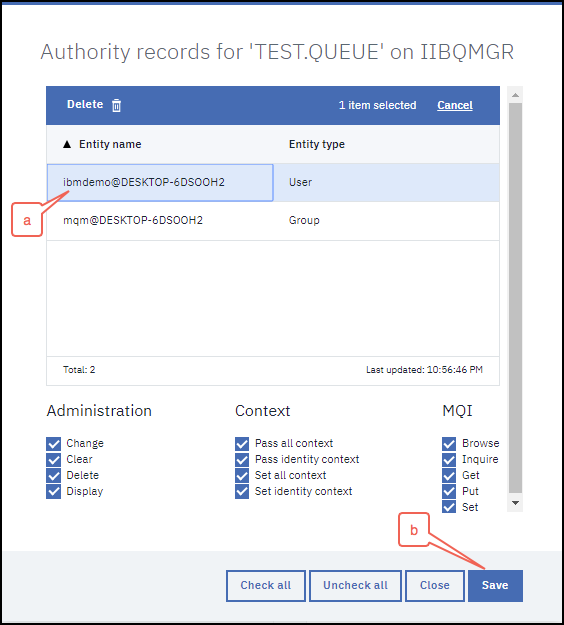 Authority records for 'TEST.QUEUE' on IIBQMGR
Delete 1 item selected Cancel
▲ Entity name Entity type
ibmdemo@DESKTOP-6DSOOH2 User
a
mqm@DESKTOP-6DSOOH2 Group
Total: 2 Last updated: 10:56:46 PM
Administration Context MQI
Change Pass all context Browse
Clear Pass identity context Inquire
Delete Set all context Get
Display Set identity context Put
Set
b
Check all Uncheck all Close Save